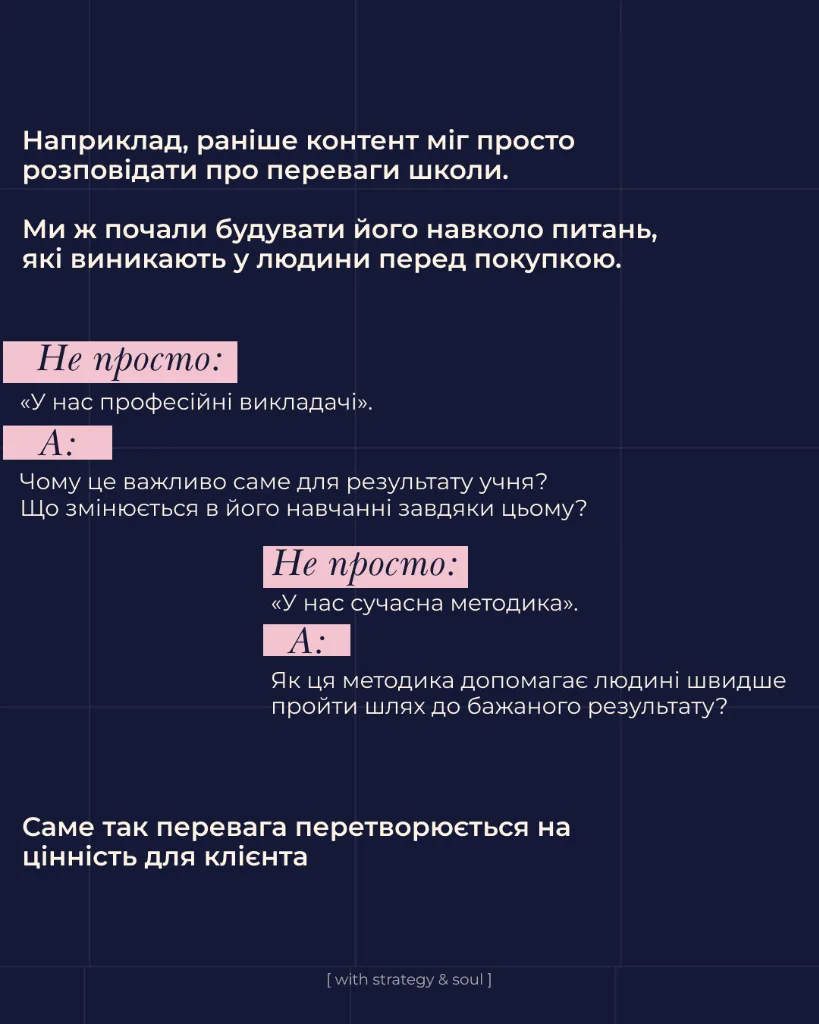 Наприклад, раніше контент міг просто
розповідати про переваги школи.
Ми ж почали будувати його навколо питань,
які виникають у людини перед покупкою.
Не просто:
«У нас професійні викладачі».
А:
Чому це важливо саме для результату учня?
Що змінюється в його навчанні завдяки цьому?
Не просто:
«У нас сучасна методика».
А:
Як ця методика допомагає людині швидше
пройти шлях до бажаного результату?
Саме так перевага перетворюється на
цінність для клієнта
[ with strategy & soul ]